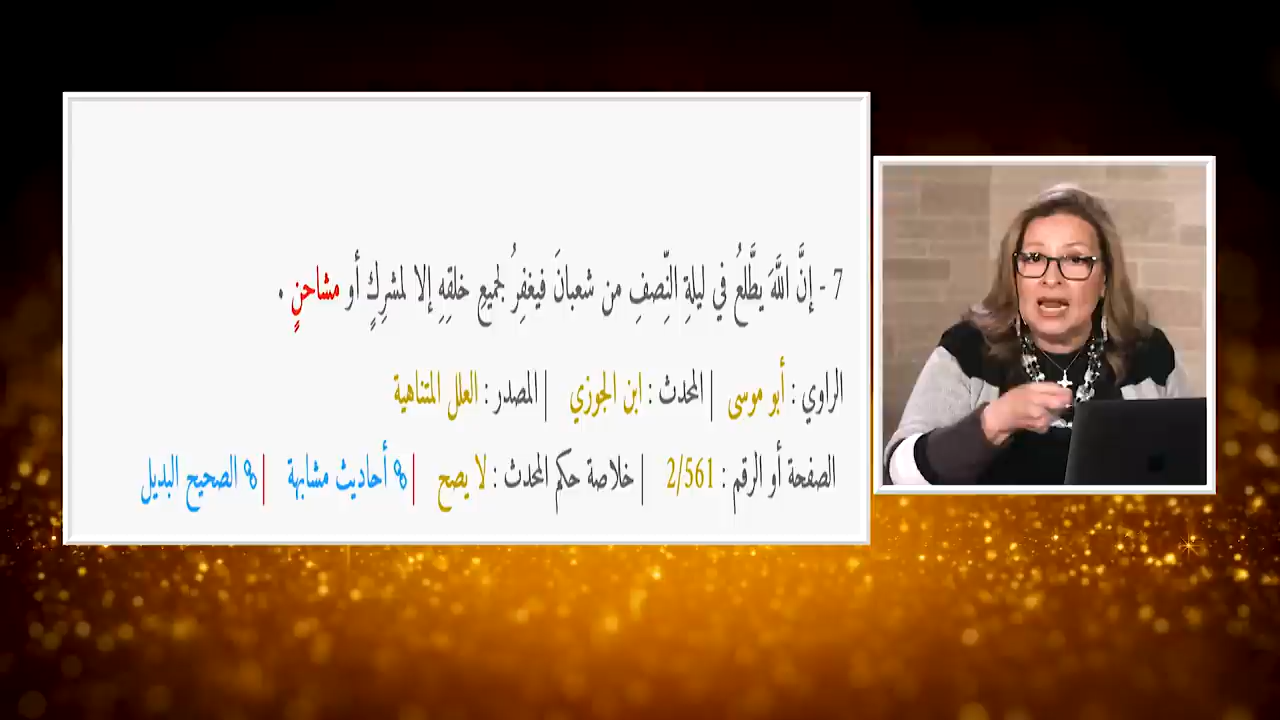 7 - إنَّ اللَّهَ يطَّلعُ في ليلةِ النِّصفِ من شعبانَ فيغفِرُ لجميعِ خلقِهِ إلا لمشرِكٍ أو مشاحنٍ .
الراوي : أبو موسى | المحدث : ابن الجوزي | المصدر : العلل المتناهية
الصفحة أو الرقم : 2/561 | خلاصة حكم المحدث : لا يصح | أحاديث مشابهة | الصحيح البديل